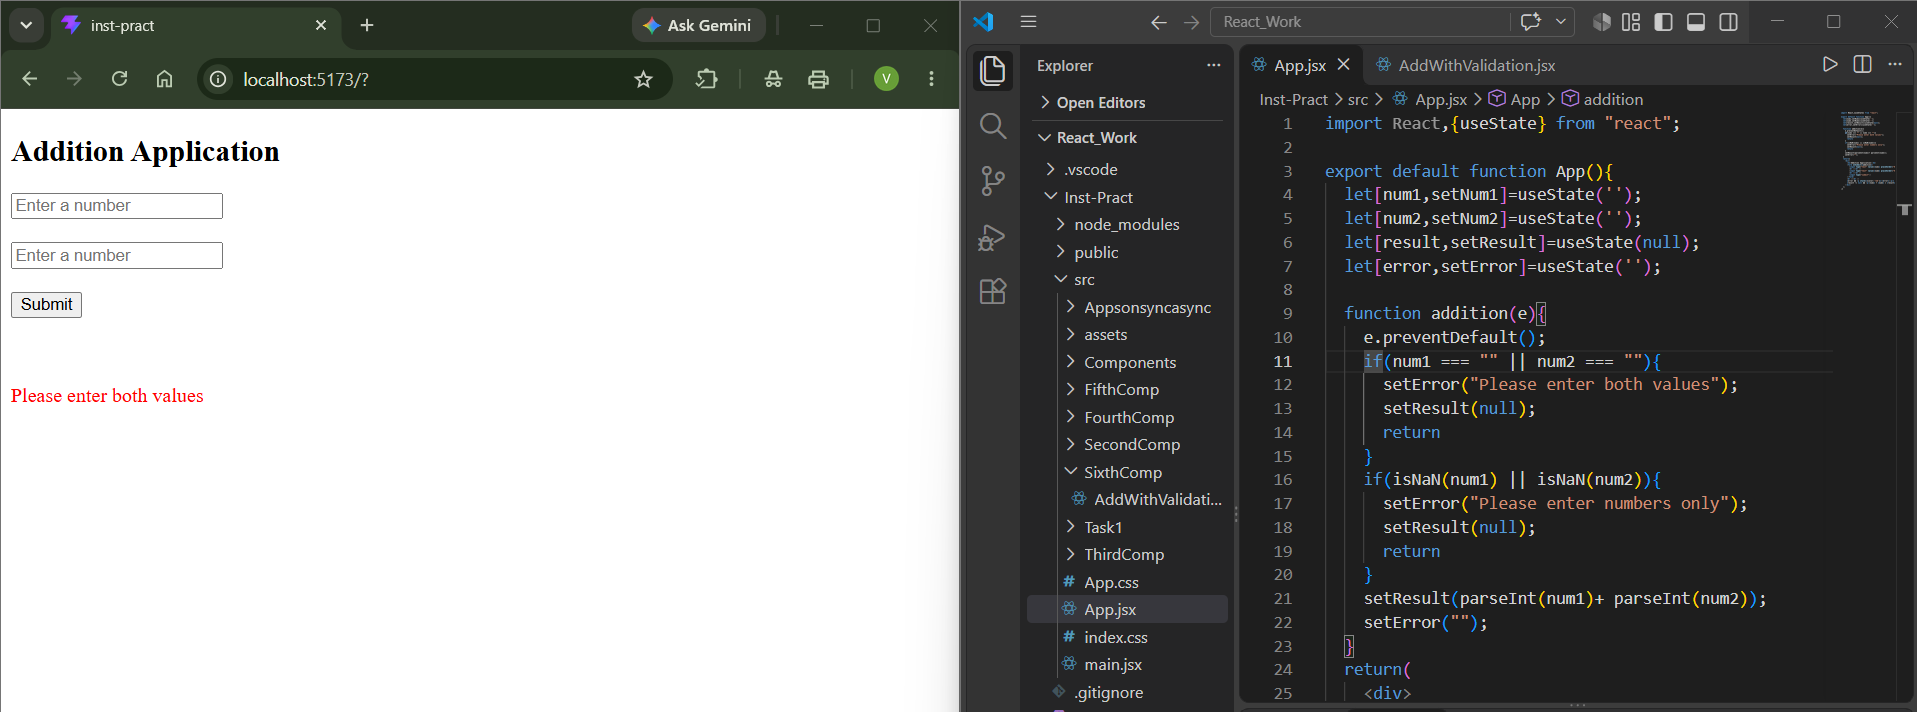 inst-pract
Ask Gemini
localhost:5173/?
V
Addition Application
Enter a number
Enter a number
Submit
Please enter both values
React_Work
Explorer
Open Editors
React_Work
.vscode
Inst-Pract
node_modules
public
src
Appsonsyncasync
assets
Components
FifthComp
FourthComp
SecondComp
SixthComp
AddWithValidati...
Task1
ThirdComp
App.css
App.jsx
index.css
main.jsx
.gitignore
App.jsx
AddWithValidation.jsx
Inst-Pract > src > App.jsx > App > addition
1 import React,{useState} from "react";
2
3 export default function App(){
4 let[num1,setNum1]=useState('');
5 let[num2,setNum2]=useState('');
6 let[result,setResult]=useState(null);
7 let[error,setError]=useState('');
8
9 function addition(e){
10 e.preventDefault();
11 if(num1 === "" || num2 === ""){
12 setError("Please enter both values");
13 setResult(null);
14 return
15 }
16 if(isNaN(num1) || isNaN(num2)){
17 setError("Please enter numbers only");
18 setResult(null);
19 return
20 }
21 setResult(parseInt(num1)+ parseInt(num2));
22 setError("");
23 }
24 return(
25 <div>